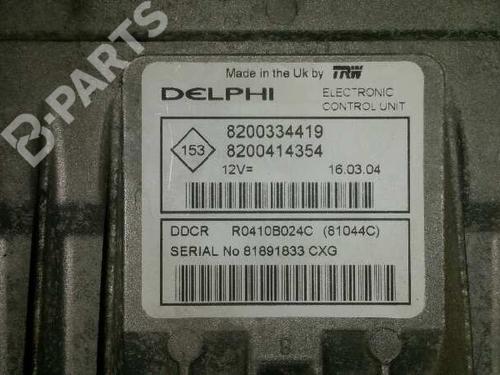 B-PARTS
Made in the Uk by TRW
DELPHI
ELECTRONIC
CONTROL UNIT
153
8200334419
8200414354
12V=
16.03.04
DDCR R0410B024C (81044C)
SERIAL No 81891833 CXG
B